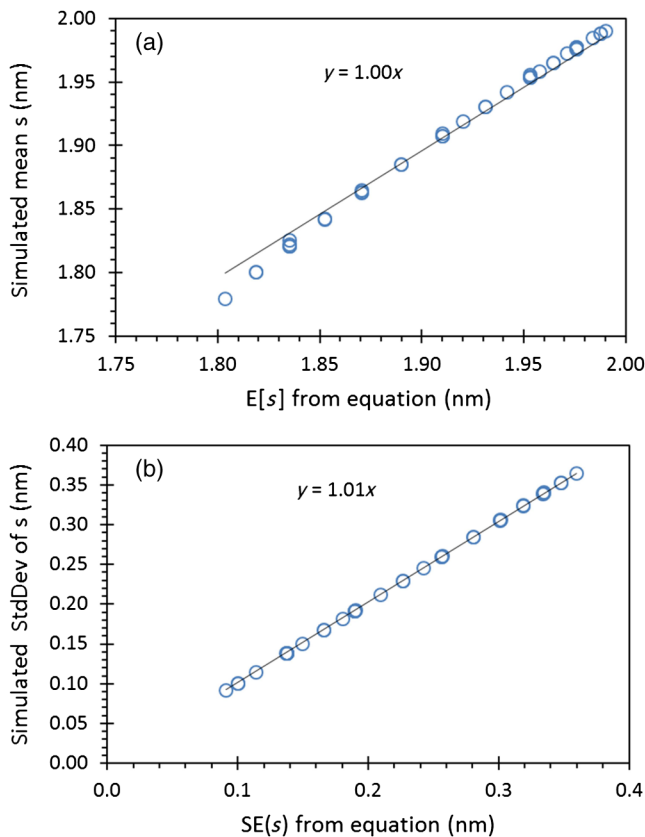 (a)
y = 1.00x
Simulated mean s (nm)
2.00
1.95
1.90
1.85
1.80
1.75
1.75 1.80 1.85 1.90 1.95 2.00
E[s] from equation (nm)
(b)
y = 1.01x
Simulated StdDev of s (nm)
0.40
0.35
0.30
0.25
0.20
0.15
0.10
0.05
0.00
0.0 0.1 0.2 0.3 0.4
SE(s) from equation (nm)